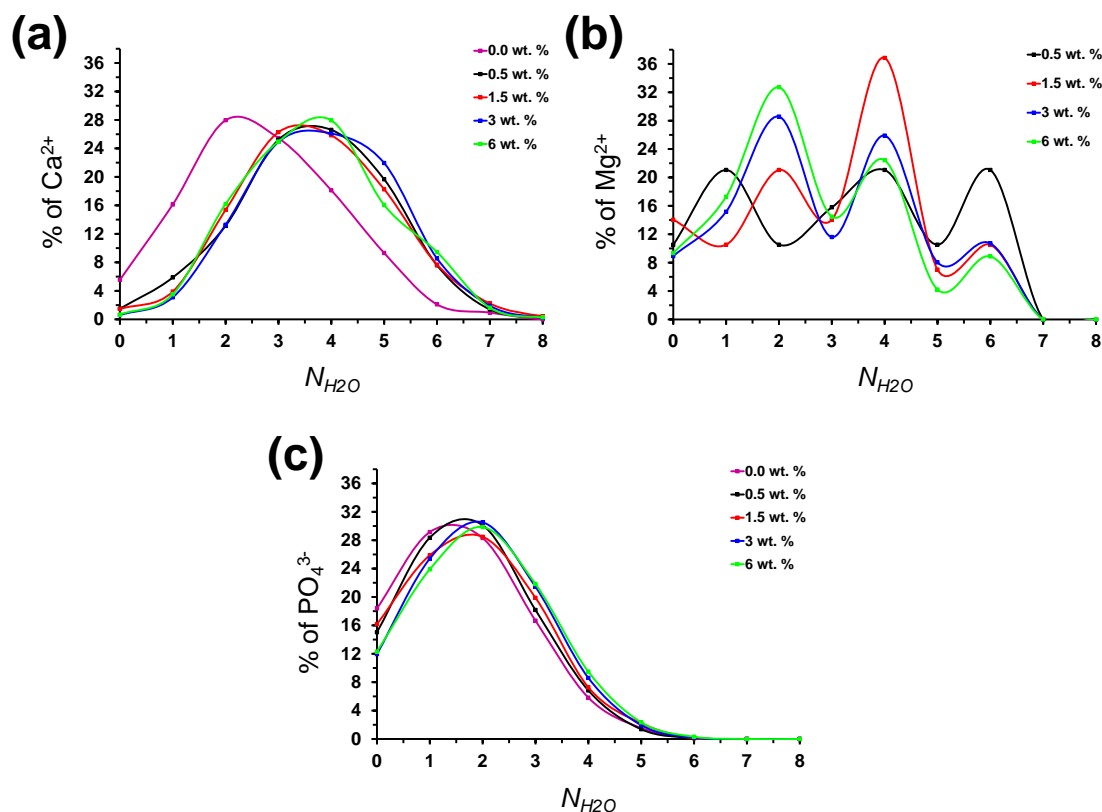 (a)
0.0 wt. %
0.5 wt. %
1.5 wt. %
3 wt. %
6 wt. %
% of Ca²⁺
36
32
28
24
20
16
12
8
4
0
0 1 2 3 4 5 6 7 8
N_H2O
(b)
0.5 wt. %
1.5 wt. %
3 wt. %
6 wt. %
% of Mg²⁺
36
32
28
24
20
16
12
8
4
0
0 1 2 3 4 5 6 7 8
N_H2O
(c)
0.0 wt. %
0.5 wt. %
1.5 wt. %
3 wt. %
6 wt. %
% of PO₄³⁻
36
32
28
24
20
16
12
8
4
0
0 1 2 3 4 5 6 7 8
N_H2O